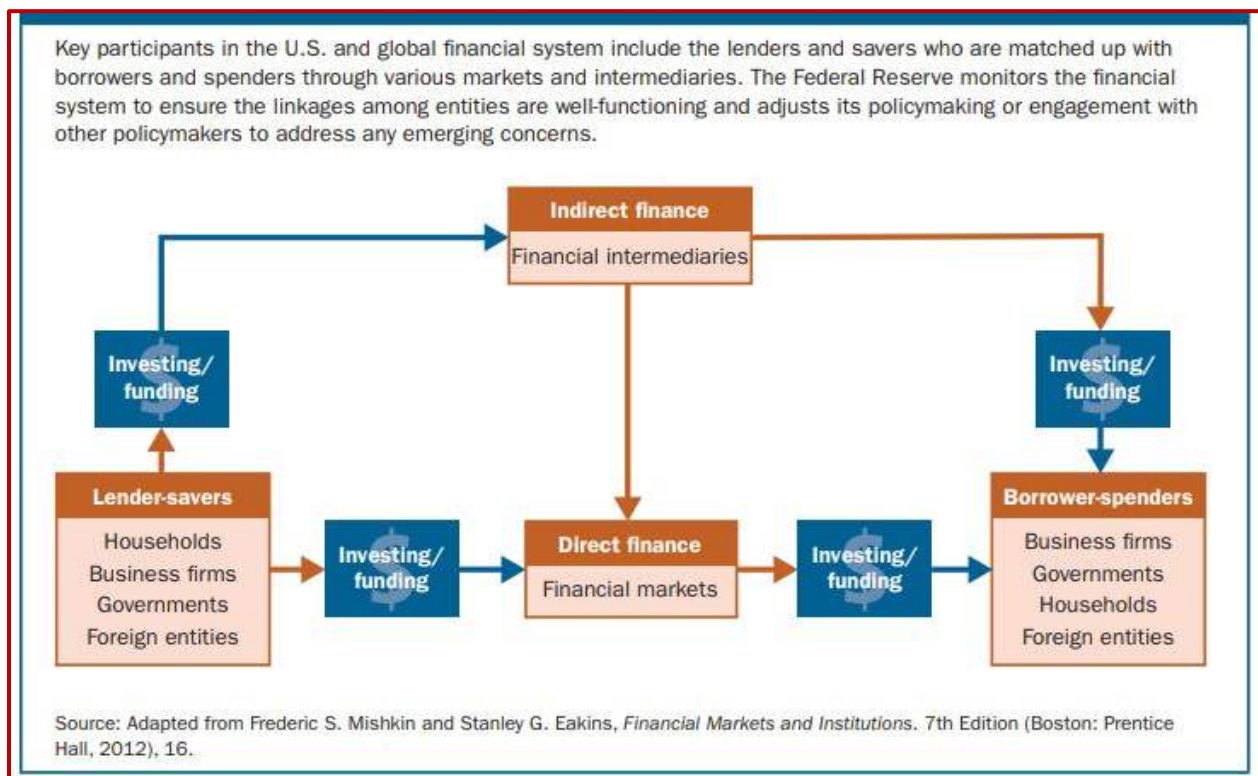 Key participants in the U.S. and global financial system include the lenders and savers who are matched up with
borrowers and spenders through various markets and intermediaries. The Federal Reserve monitors the financial
system to ensure the linkages among entities are well-functioning and adjusts its policymaking or engagement with
other policymakers to address any emerging concerns.
Indirect finance
Financial intermediaries
Investing/
funding
Investing/
funding
Lender-savers
Households
Business firms
Governments
Foreign entities
Investing/
funding
Direct finance
Financial markets
Investing/
funding
Borrower-spenders
Business firms
Governments
Households
Foreign entities
Source: Adapted from Frederic S. Mishkin and Stanley G. Eakins, Financial Markets and Institutions. 7th Edition (Boston: Prentice
Hall, 2012), 16.